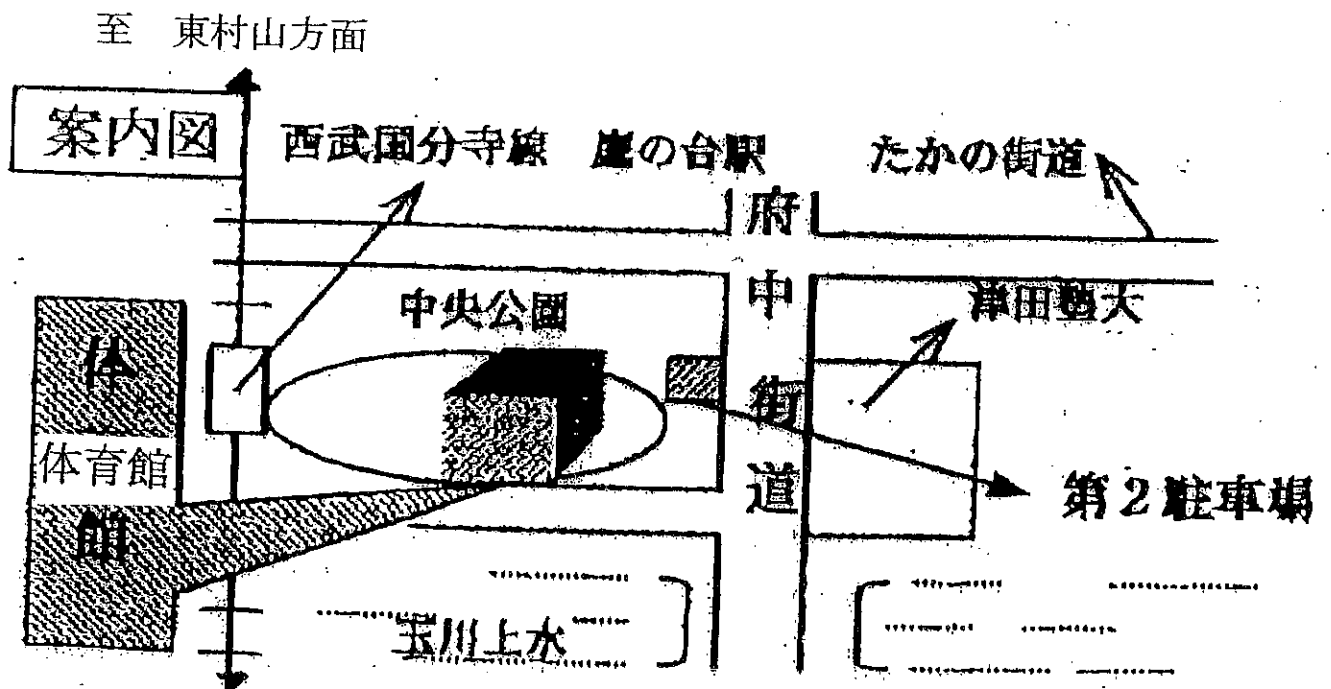 至 東村山方面
案内図
西武国分寺線 鷹の台駅
たかの街道
府中街道
中央公園
津田塾大
体
体育館
館
第2駐車場
玉川上水